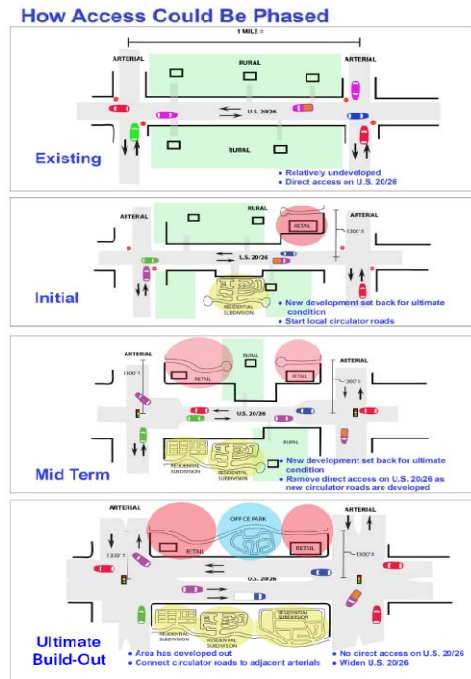 How Access Could Be Phased
1 MILE ±
ARTERIAL
RURAL
ARTERIAL
U.S. 20/26
RURAL
Existing
• Relatively undeveloped
• Direct access on U.S. 20/26
RURAL
ARTERIAL
RETAIL
ARTERIAL
~1300'±
U.S. 20/26
RESIDENTIAL
SUBDIVISION
Initial
• New development set back for ultimate
condition
• Start local circulator roads
ARTERIAL
RURAL
ARTERIAL
1300'±
RETAIL
RETAIL
~1300'±
U.S. 20/26
RURAL
RESIDENTIAL
SUBDIVISION
RESIDENTIAL
SUBDIVISION
Mid Term
• New development set back for ultimate
condition
• Remove direct access on U.S. 20/26 as
new circulator roads are developed
ARTERIAL
OFFICE PARK
ARTERIAL
1300'±
RETAIL
RETAIL
~1300'±
U.S. 20/26
RESIDENTIAL
SUBDIVISION
RESIDENTIAL
SUBDIVISION
RESIDENTIAL
SUBDIVISION
Ultimate
Build-Out
• Area has developed out
• Connect circulator roads to adjacent arterials
• No direct access on U.S. 20/26
• Widen U.S. 20/26